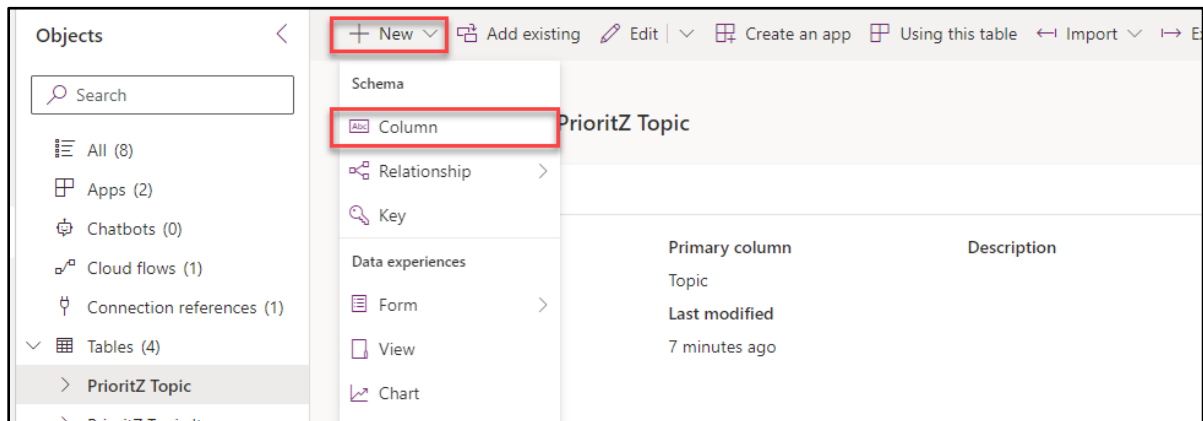 Objects
Search
All (8)
Apps (2)
Chatbots (0)
Cloud flows (1)
Connection references (1)
Tables (4)
PrioritZ Topic
New
Add existing
Edit
Create an app
Using this table
Import
Schema
Abc Column
Relationship
Key
Data experiences
Form
View
Chart
PrioritZ Topic
Primary column
Topic
Last modified
7 minutes ago
Description